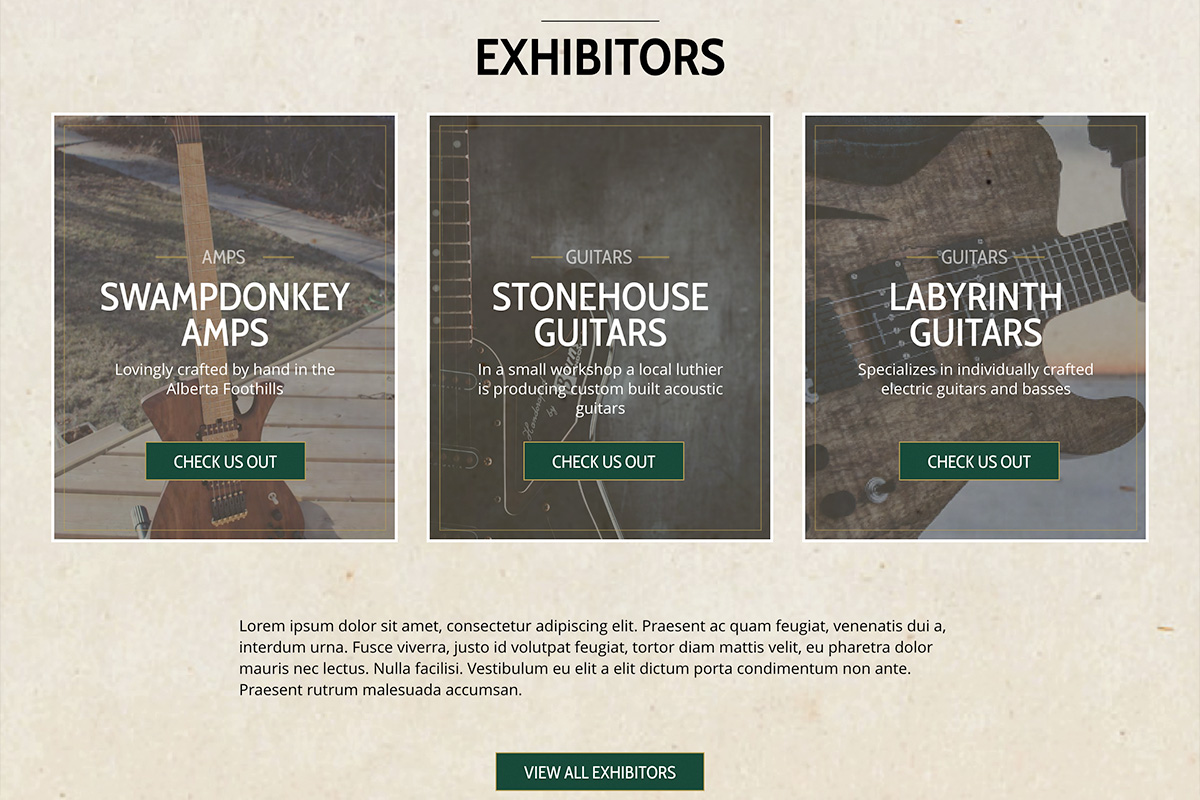 EXHIBITORS
AMPS
SWAMPDONKEY
AMPS
Lovingly crafted by hand in the
Alberta Foothills
CHECK US OUT
GUITARS
STONEHOUSE
GUITARS
In a small workshop a local luthier
is producing custom built acoustic
guitars
CHECK US OUT
GUITARS
LABYRINTH
GUITARS
Specializes in individually crafted
electric guitars and basses
CHECK US OUT
Lorem ipsum dolor sit amet, consectetur adipiscing elit. Praesent ac quam feugiat, venenatis dui a,
interdum urna. Fusce viverra, justo id volutpat feugiat, tortor diam mattis velit, eu pharetra dolor
mauris nec lectus. Nulla facilisi. Vestibulum eu elit a elit dictum porta condimentum non ante.
Praesent rutrum malesuada accumsan.
VIEW ALL EXHIBITORS